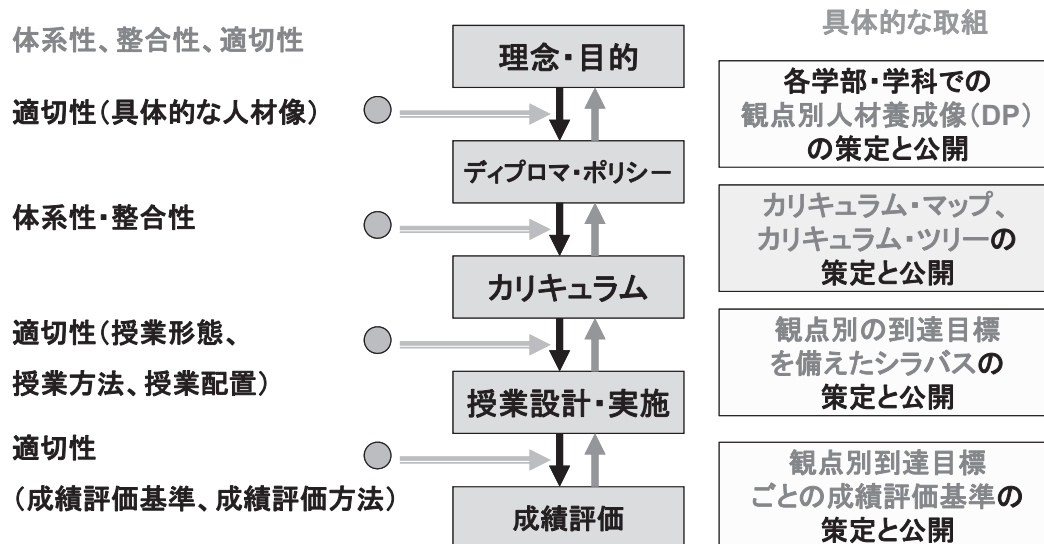 体系性、整合性、適切性
適切性(具体的な人材像)
体系性・整合性
適切性(授業形態、
授業方法、授業配置)
適切性
(成績評価基準、成績評価方法)
理念・目的
ディプロマ・ポリシー
カリキュラム
授業設計・実施
成績評価
具体的な取組
各学部・学科での
観点別人材養成像(DP)
の策定と公開
カリキュラム・マップ、
カリキュラム・ツリーの
策定と公開
観点別の到達目標
を備えたシラバスの
策定と公開
観点別到達目標
ごとの成績評価基準の
策定と公開